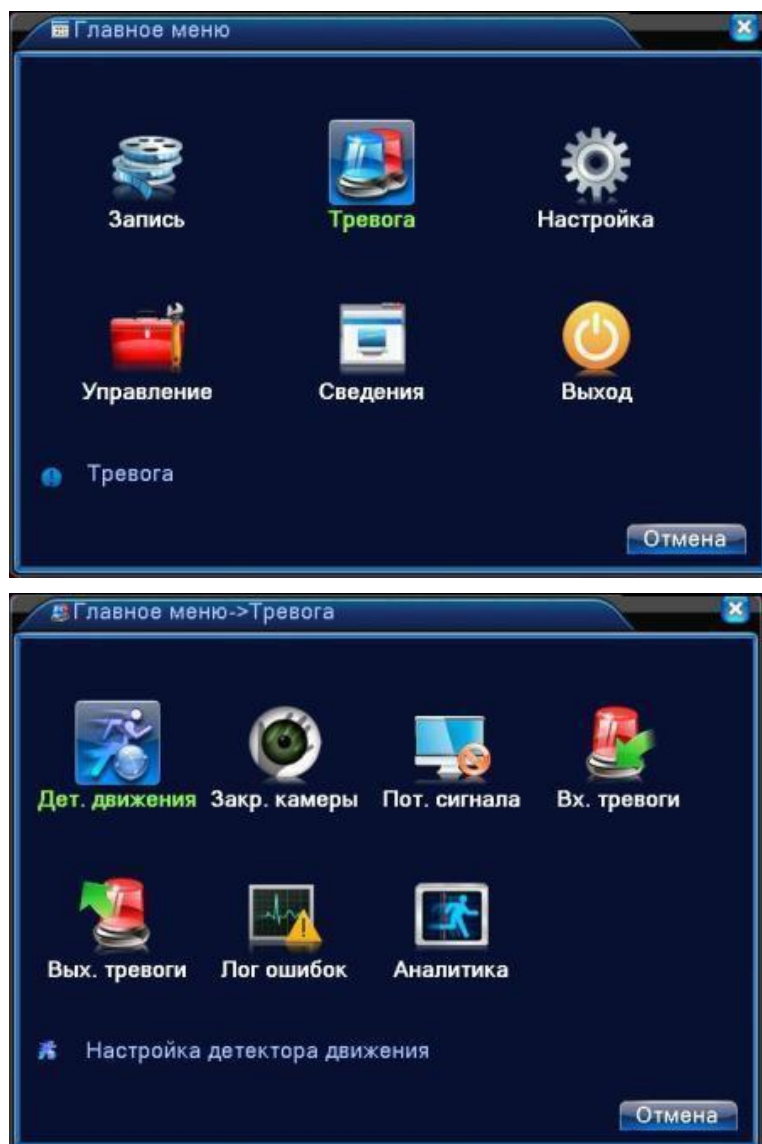 Главное меню
Запись Тревога Настройка
Управление Сведения Выход
Тревога
Отмена
Главное меню->Тревога
Дет. движения Закр. камеры Пот. сигнала Вх. тревоги
Вых. тревоги Лог ошибок Аналитика
Настройка детектора движения
Отмена